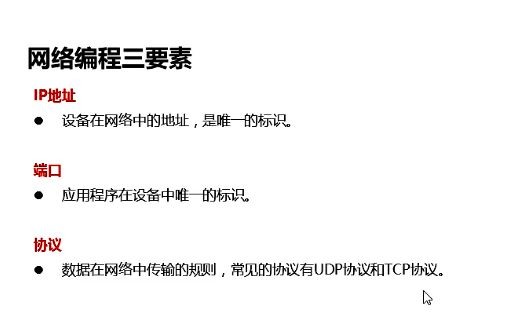 网络编程三要素
IP地址
● 设备在网络中的地址，是唯一的标识。
端口
● 应用程序在设备中唯一的标识。
协议
● 数据在网络中传输的规则，常见的协议有UDP协议和TCP协议。